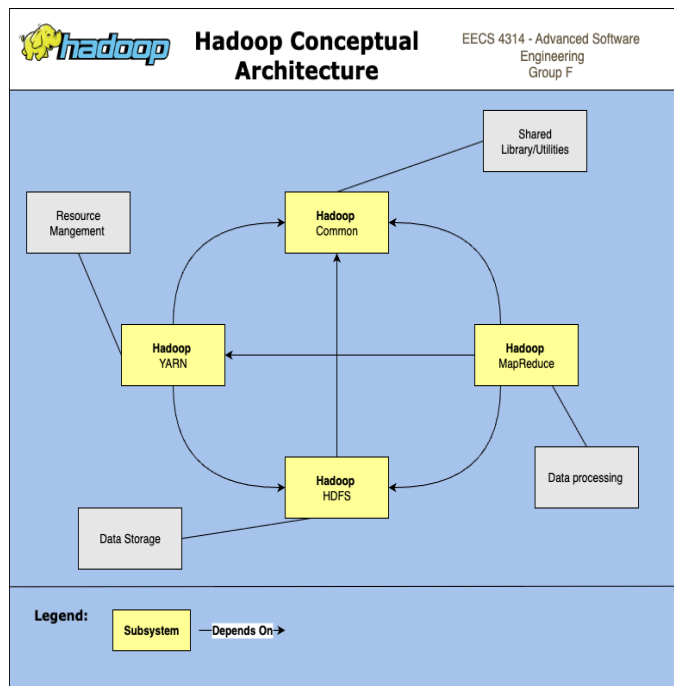 hadoop
Hadoop Conceptual
Architecture
EECS 4314 - Advanced Software
Engineering
Group F
Shared
Library/Utilities
Resource
Mangement
Hadoop
Common
Hadoop
YARN
Hadoop
MapReduce
Hadoop
HDFS
Data processing
Data Storage
Legend:
Subsystem
Depends On